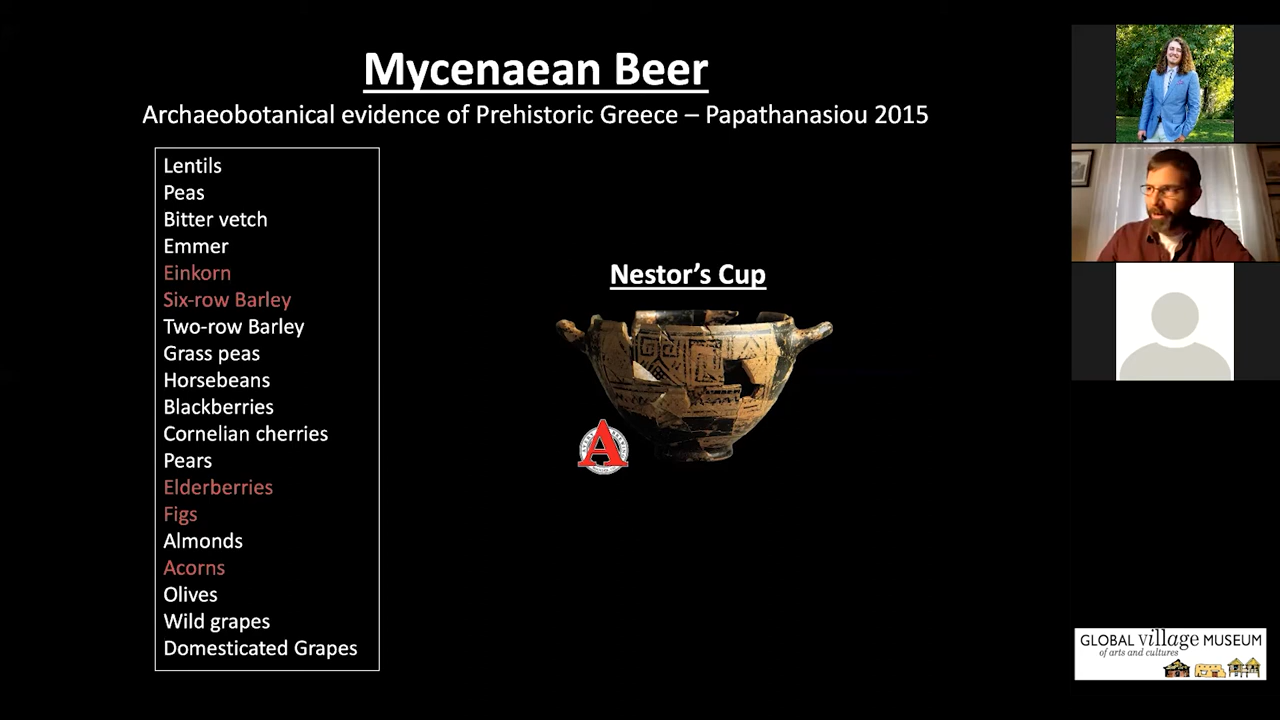 Mycenaean Beer
Archaeobotanical evidence of Prehistoric Greece – Papathanasiou 2015
Lentils
Peas
Bitter vetch
Emmer
Einkorn
Six-row Barley
Two-row Barley
Grass peas
Horsebeans
Blackberries
Cornelian cherries
Pears
Elderberries
Figs
Almonds
Acorns
Olives
Wild grapes
Domesticated Grapes
Nestor’s Cup
A
GLOBAL village MUSEUM
of arts and cultures